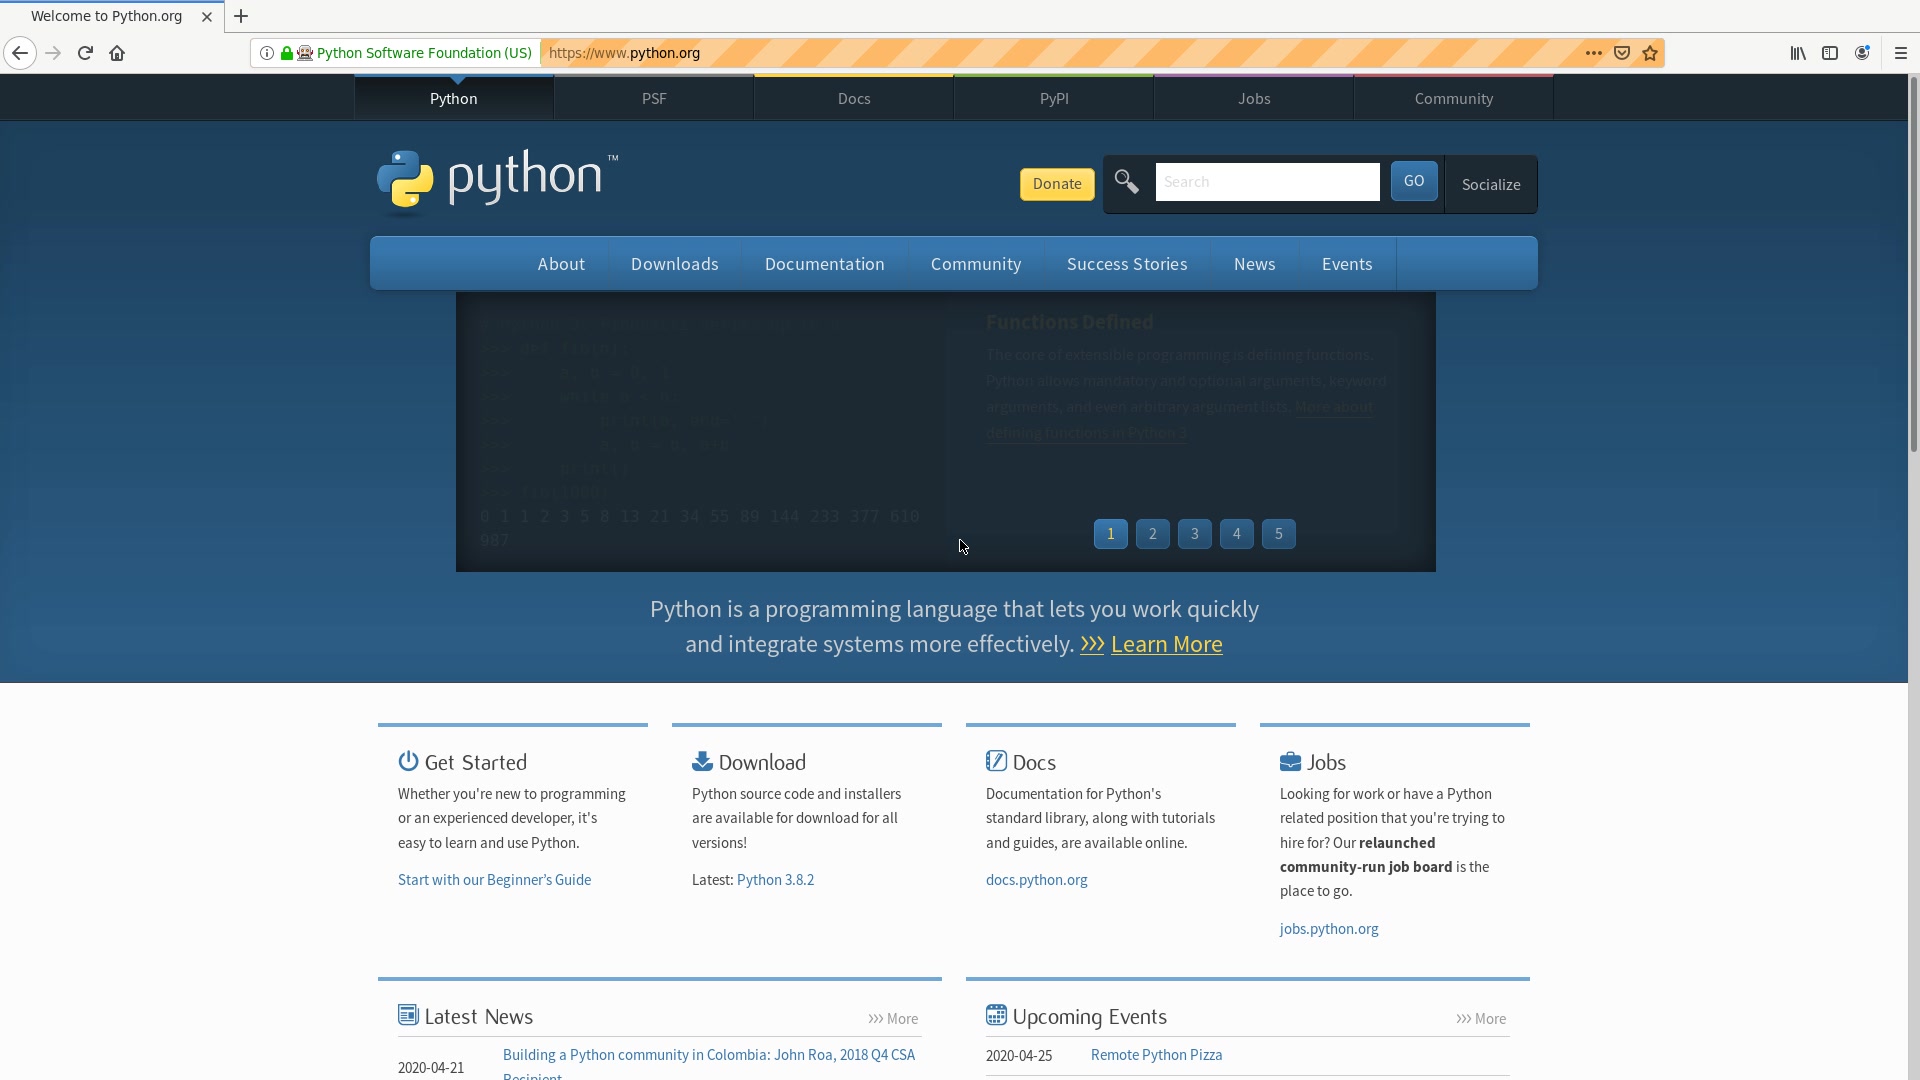 Welcome to Python.org
Python Software Foundation (US)
https://www.python.org
Python
PSF
Docs
PyPI
Jobs
Community
python™
Donate
Search
GO
Socialize
About
Downloads
Documentation
Community
Success Stories
News
Events
# Python 3: Fibonacci series up to n
>>> def fib(n):
>>>     a, b = 0, 1
>>>     while a < n:
>>>         print(a, end=' ')
>>>         a, b = b, a+b
>>>     print()
>>> fib(1000)
0 1 1 2 3 5 8 13 21 34 55 89 144 233 377 610
987
Functions Defined
The core of extensible programming is defining functions.
Python allows mandatory and optional arguments, keyword
arguments, and even arbitrary argument lists. More about
defining functions in Python 3
1
2
3
4
5
Python is a programming language that lets you work quickly
and integrate systems more effectively. >>> Learn More
Get Started
Whether you're new to programming
or an experienced developer, it's
easy to learn and use Python.
Start with our Beginner’s Guide
Download
Python source code and installers
are available for download for all
versions!
Latest: Python 3.8.2
Docs
Documentation for Python's
standard library, along with tutorials
and guides, are available online.
docs.python.org
Jobs
Looking for work or have a Python
related position that you're trying to
hire for? Our relaunched
community-run job board is the
place to go.
jobs.python.org
Latest News
>>> More
2020-04-21
Building a Python community in Colombia: John Roa, 2018 Q4 CSA
Recipient
Upcoming Events
>>> More
2020-04-25
Remote Python Pizza